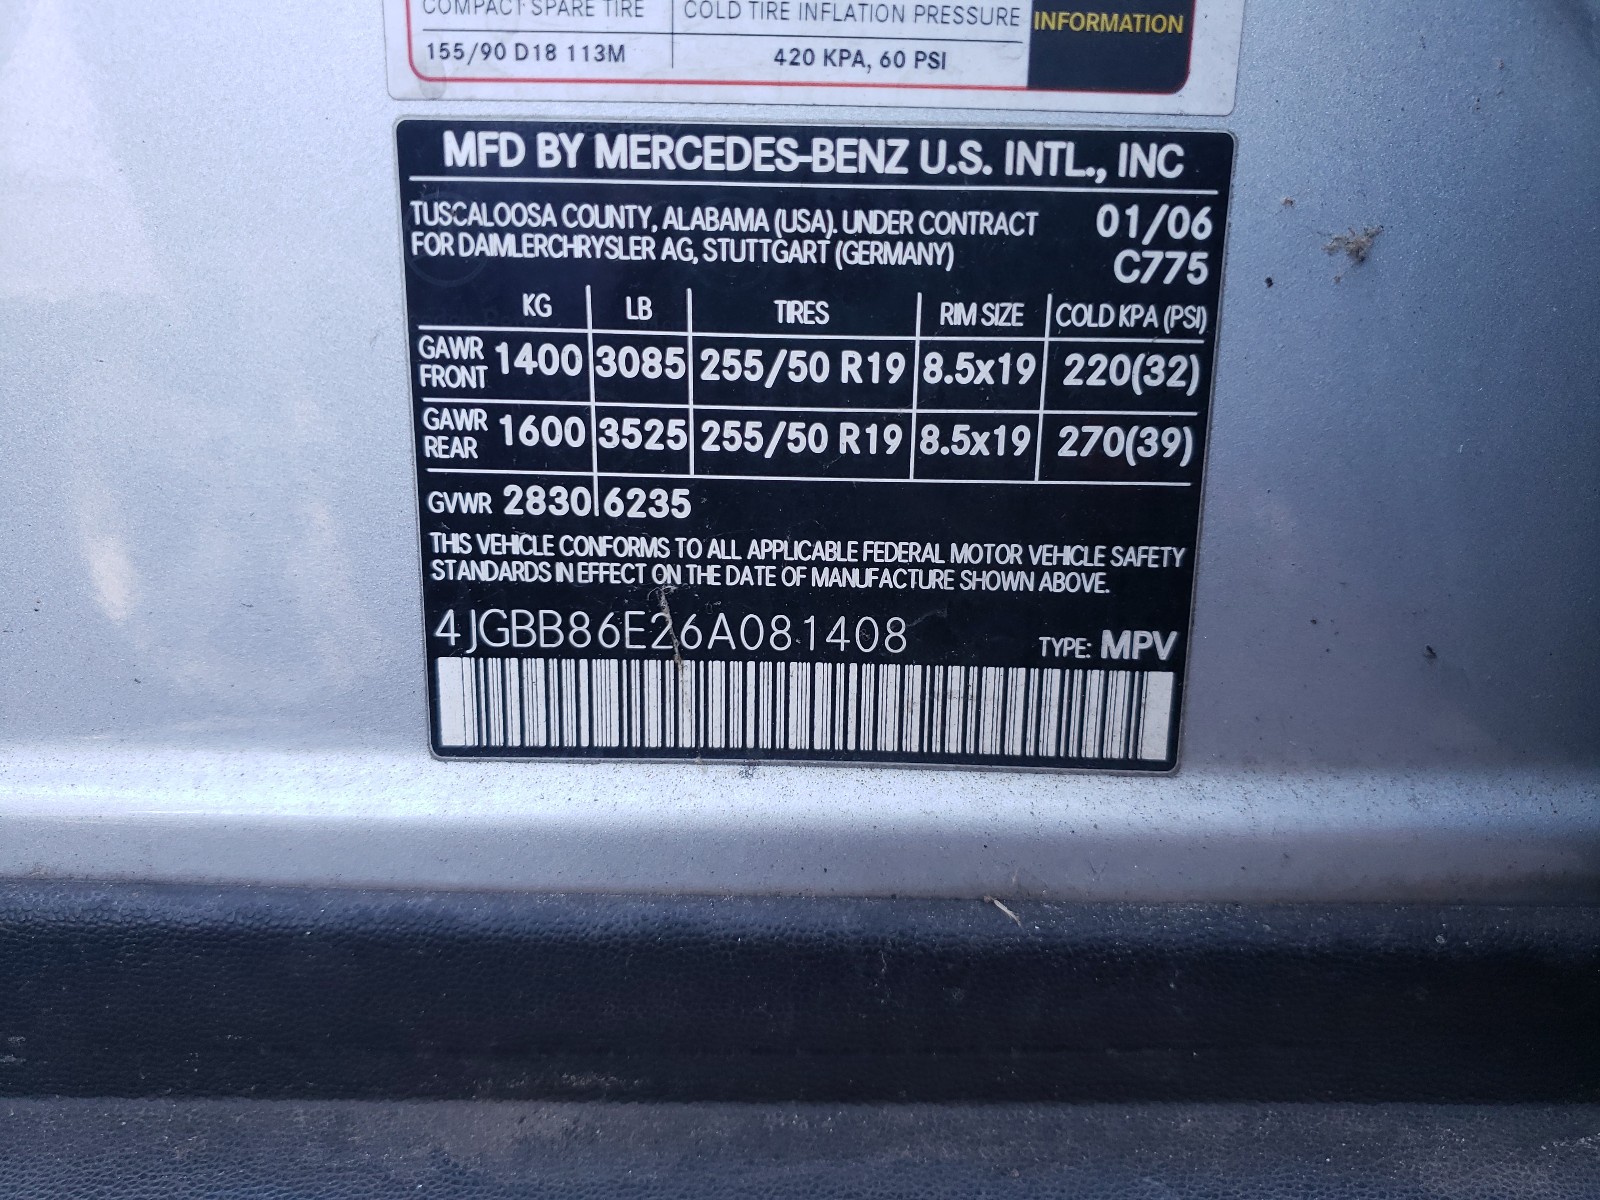 COMPACT SPARE TIRE COLD TIRE INFLATION PRESSURE INFORMATION
155/90 D18 113M 420 KPA, 60 PSI
MFD BY MERCEDES-BENZ U.S. INTL., INC
TUSCALOOSA COUNTY, ALABAMA (USA). UNDER CONTRACT 01/06
FOR DAIMLERCHRYSLER AG, STUTTGART (GERMANY) C775
KG LB TIRES RIM SIZE COLD KPA (PSI)
GAWR FRONT 1400 3085 255/50 R19 8.5x19 220(32)
GAWR REAR 1600 3525 255/50 R19 8.5x19 270(39)
GVWR 2830 6235
THIS VEHICLE CONFORMS TO ALL APPLICABLE FEDERAL MOTOR VEHICLE SAFETY
STANDARDS IN EFFECT ON THE DATE OF MANUFACTURE SHOWN ABOVE.
4JGBB86E26A081408 TYPE: MPV